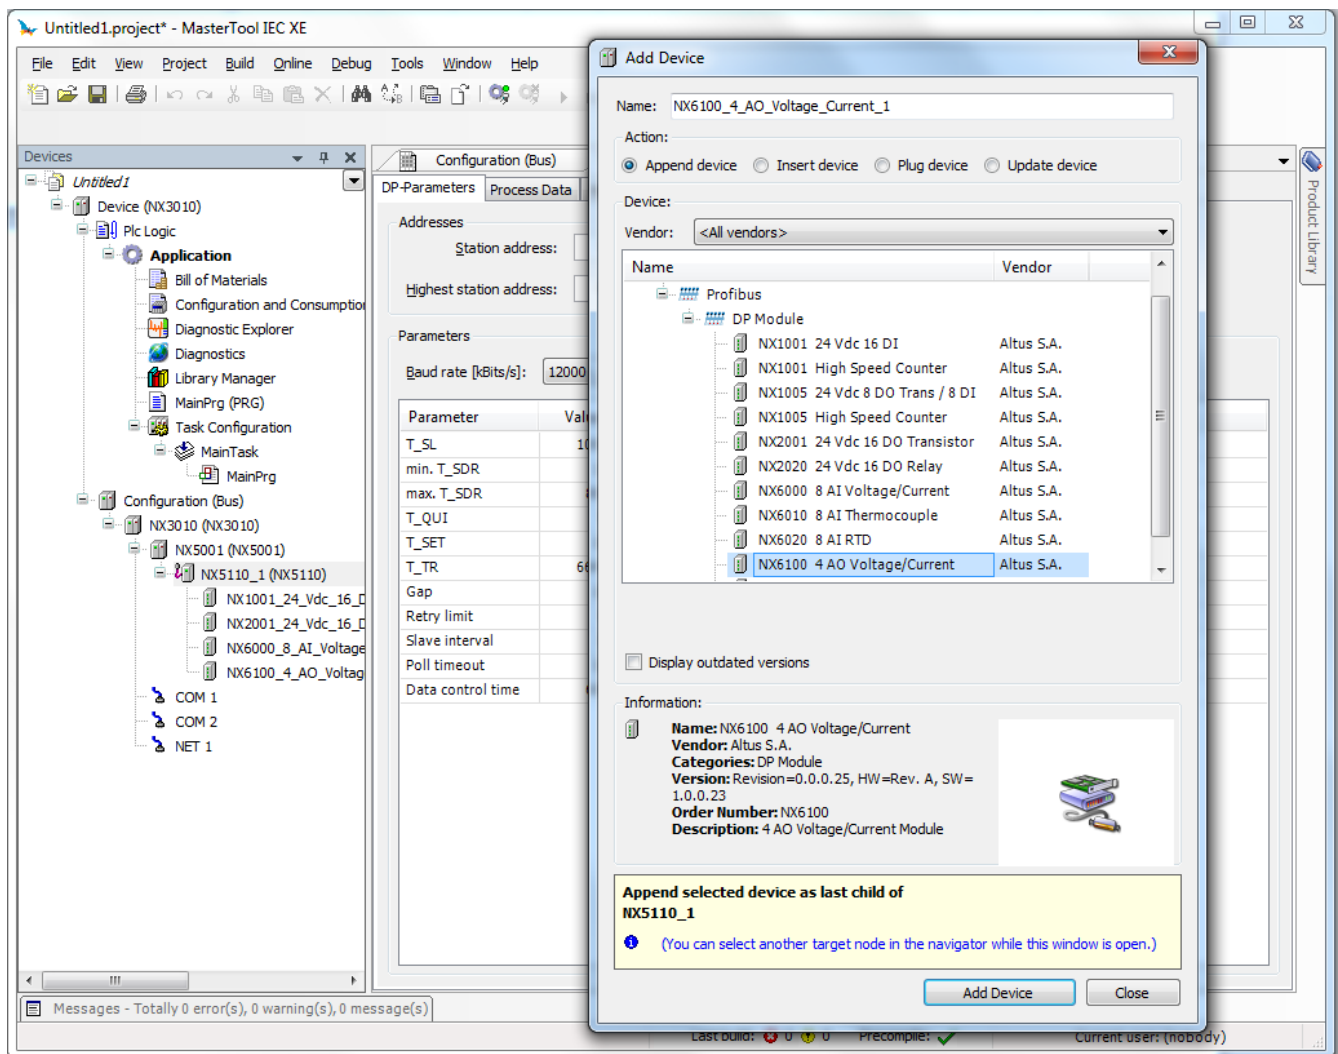 Untitled1.project* - MasterTool IEC XE
File Edit View Project Build Online Debug Tools Window Help
Devices
Untitled1
Device (NX3010)
Plc Logic
Application
Bill of Materials
Configuration and Consumption
Diagnostic Explorer
Diagnostics
Library Manager
MainPrg (PRG)
Task Configuration
MainTask
MainPrg
Configuration (Bus)
NX3010 (NX3010)
NX5001 (NX5001)
NX5110_1 (NX5110)
NX1001_24_Vdc_16_D
NX2001_24_Vdc_16_D
NX6000_8_AI_Voltage
NX6100_4_AO_Voltag
COM 1
COM 2
NET 1
Configuration (Bus)
DP-Parameters Process Data
Addresses
Station address:
Highest station address:
Parameters
Baud rate [kBits/s]: 12000
Parameter
T_SL
min. T_SDR
max. T_SDR
T_QUI
T_SET
T_TR 66
Gap
Retry limit
Slave interval
Poll timeout
Data control time
Add Device
Name: NX6100_4_AO_Voltage_Current_1
Action:
Append device Insert device Plug device Update device
Device:
Vendor: <All vendors>
Name Vendor
Profibus
DP Module
NX1001 24 Vdc 16 DI Altus S.A.
NX1001 High Speed Counter Altus S.A.
NX1005 24 Vdc 8 DO Trans / 8 DI Altus S.A.
NX1005 High Speed Counter Altus S.A.
NX2001 24 Vdc 16 DO Transistor Altus S.A.
NX2020 24 Vdc 16 DO Relay Altus S.A.
NX6000 8 AI Voltage/Current Altus S.A.
NX6010 8 AI Thermocouple Altus S.A.
NX6020 8 AI RTD Altus S.A.
NX6100 4 AO Voltage/Current Altus S.A.
Display outdated versions
Information:
Name: NX6100 4 AO Voltage/Current
Vendor: Altus S.A.
Categories: DP Module
Version: Revision=0.0.0.25, HW=Rev. A, SW=
1.0.0.23
Order Number: NX6100
Description: 4 AO Voltage/Current Module
Append selected device as last child of
NX5110_1
(You can select another target node in the navigator while this window is open.)
Add Device Close
Product Library
Messages - Totally 0 error(s), 0 warning(s), 0 message(s)
Last build: 0 0 Precompile: Current user: (nobody)